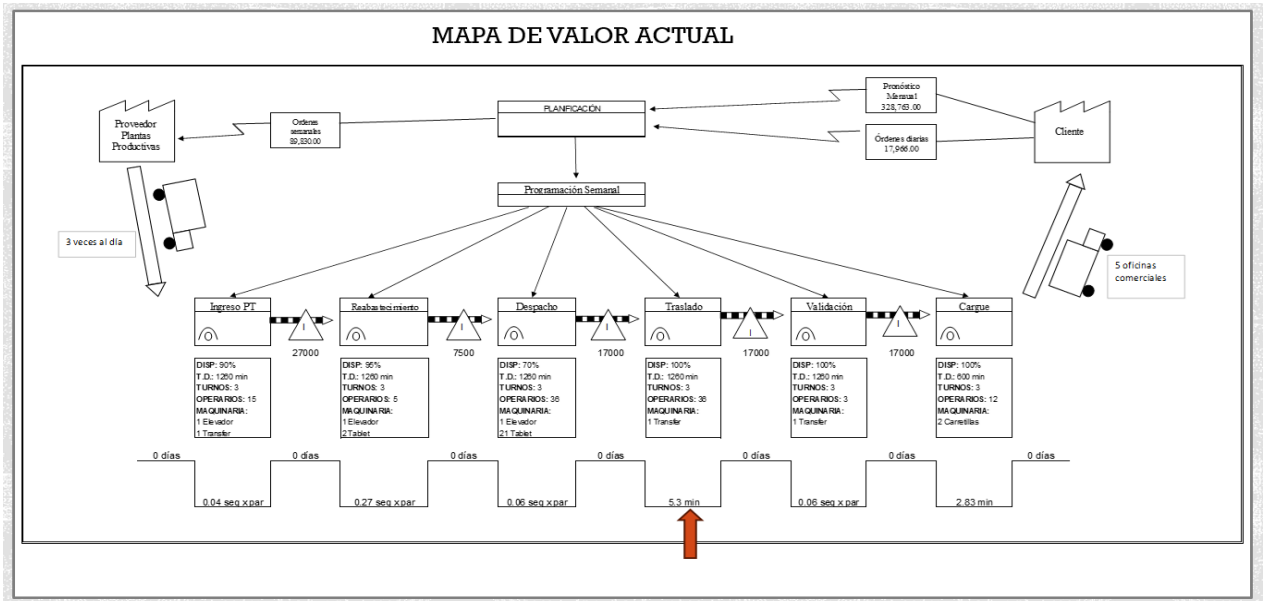 MAPA DE VALOR ACTUAL
Pronóstico
Mensual
328,763.00
Proveedor
Plantas
Productivas
Ordenes
semanales
89,830.00
PLANIFICACIÓN
Órdenes diarias
17,966.00
Cliente
Programación Semanal
3 veces al día
5 oficinas
comerciales
Ingreso PT
I
27000
Reabastecimiento
I
7500
Despacho
I
17000
Traslado
I
17000
Validación
I
17000
Cargue
DISP: 90%
T.D.: 1260 min
TURNOS: 3
OPERARIOS: 15
MAQUINARIA:
1 Elevador
1 Transfer
DISP: 95%
T.D.: 1260 min
TURNOS: 3
OPERARIOS: 5
MAQUINARIA:
1 Elevador
2 Tablet
DISP: 70%
T.D.: 1260 min
TURNOS: 3
OPERARIOS: 36
MAQUINARIA:
1 Elevador
21 Tablet
DISP: 100%
T.D.: 1260 min
TURNOS: 3
OPERARIOS: 36
MAQUINARIA:
1 Transfer
DISP: 100%
T.D.: 1260 min
TURNOS: 3
OPERARIOS: 3
MAQUINARIA:
1 Transfer
DISP: 100%
T.D.: 600 min
TURNOS: 3
OPERARIOS: 12
MAQUINARIA:
2 Carretillas
0 días
0 días
0 días
0 días
0 días
0 días
0 días
0.04 seg x par
0.27 seg x par
0.06 seg x par
5.3 min
0.06 seg x par
2.83 min